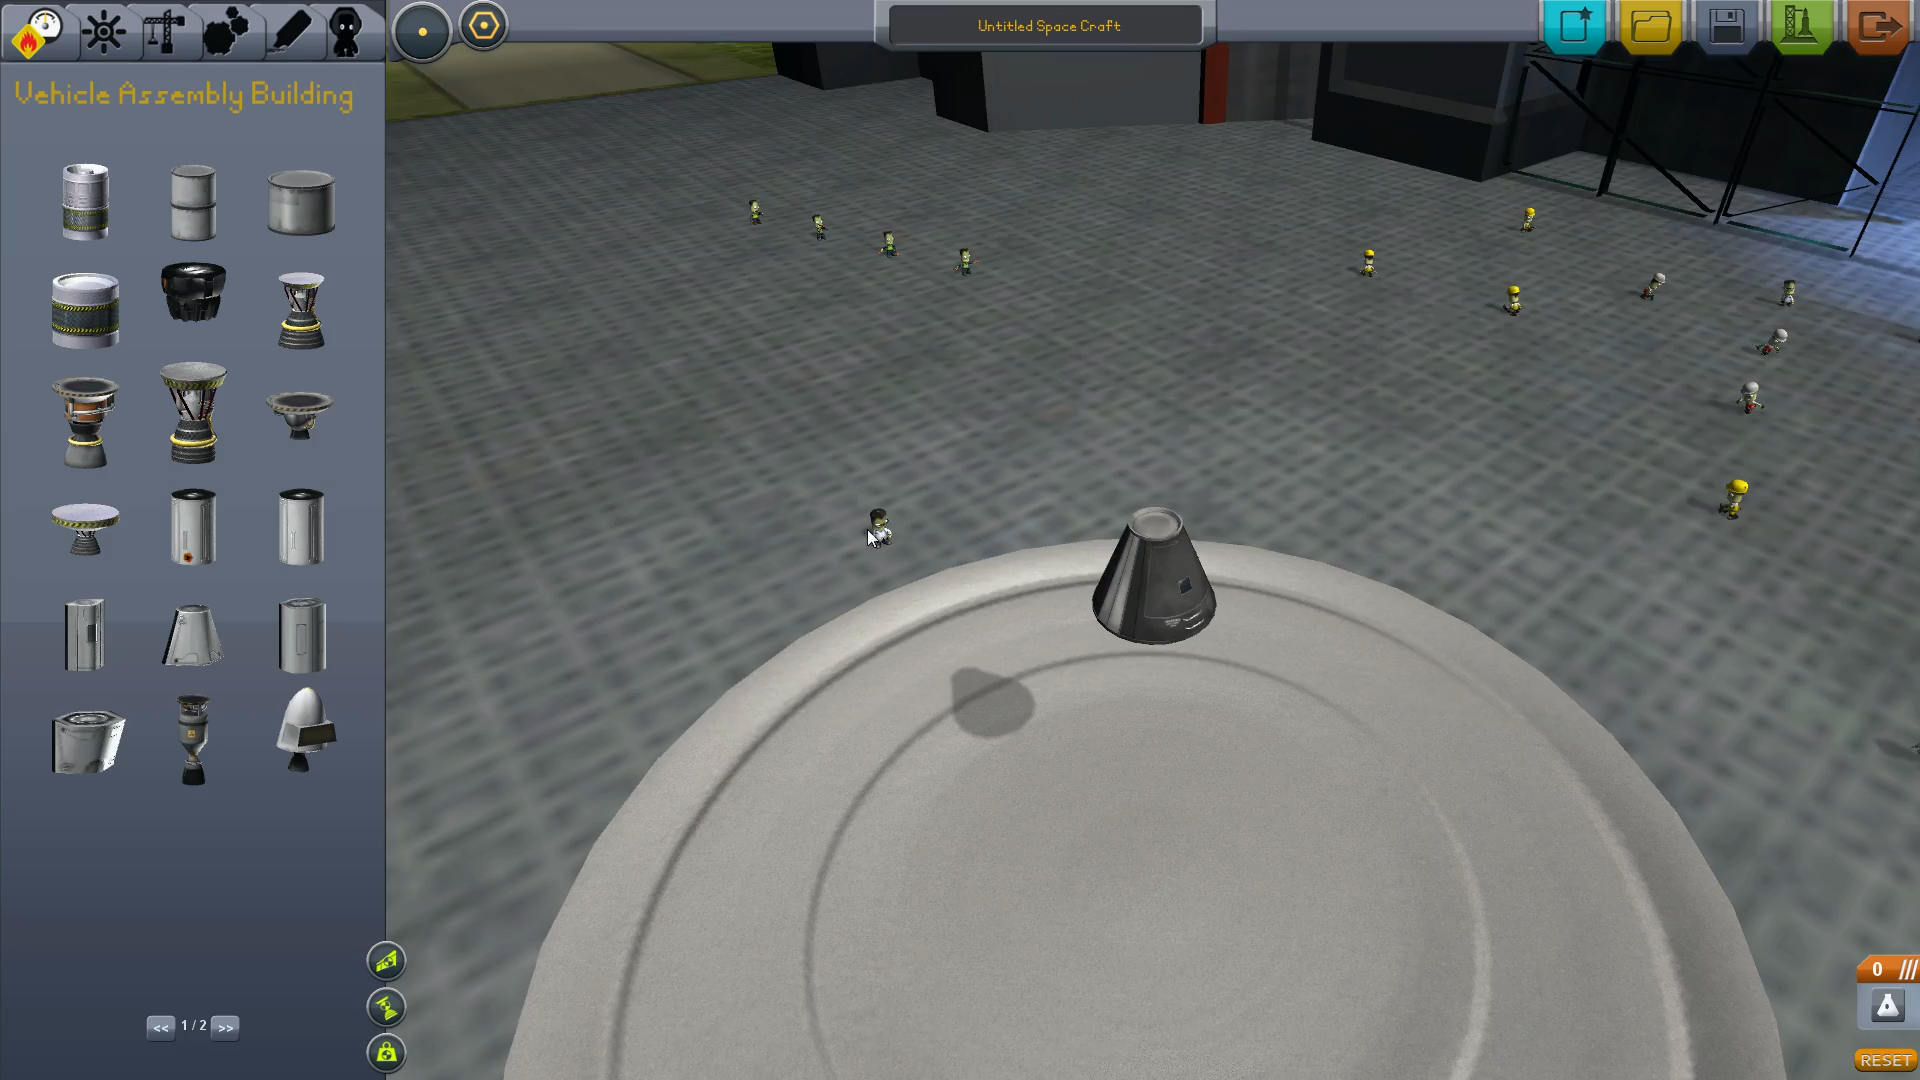 Untitled Space Craft
Vehicle Assembly Building
0
<< 1 / 2 >>
RESET